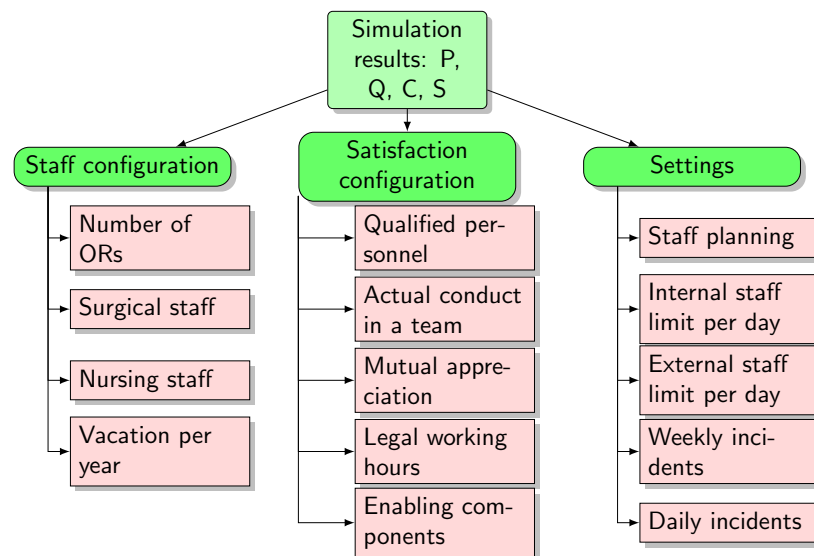 Simulation
results: P,
Q, C, S
Staff configuration
Number of
ORs
Surgical staff
Nursing staff
Vacation per
year
Satisfaction
configuration
Qualified per-
sonnel
Actual conduct
in a team
Mutual appre-
ciation
Legal working
hours
Enabling com-
ponents
Settings
Staff planning
Internal staff
limit per day
External staff
limit per day
Weekly inci-
dents
Daily incidents